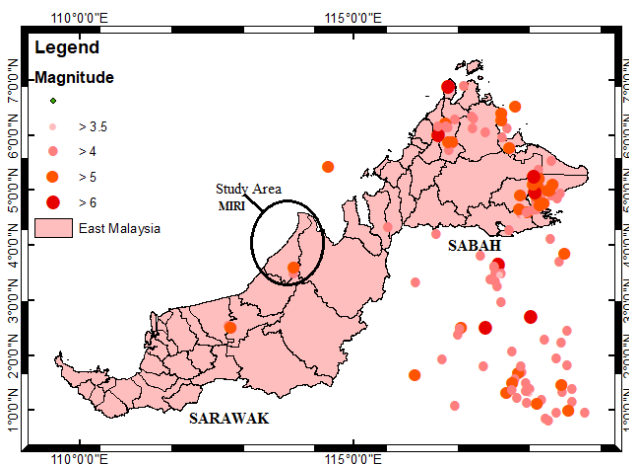 110°0'0"E 115°0'0"E
Legend
Magnitude
> 3.5
> 4
> 5
> 6
East Malaysia
Study Area
MIRI
SABAH
SARAWAK
7°0'0"N 7°0'0"N
6°0'0"N 6°0'0"N
5°0'0"N 5°0'0"N
4°0'0"N 4°0'0"N
3°0'0"N 3°0'0"N
2°0'0"N 2°0'0"N
1°0'0"N 1°0'0"N
110°0'0"E 115°0'0"E